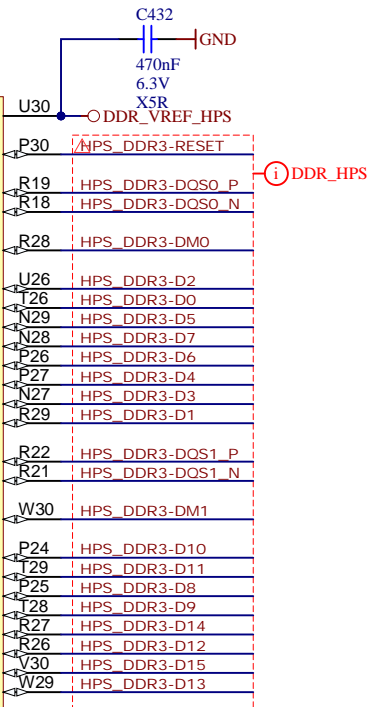 C432
GND
470nF
6.3V
X5R
U30
DDR_VREF_HPS
P30 HPS_DDR3-RESET
i DDR_HPS
R19 HPS_DDR3-DQS0_P
R18 HPS_DDR3-DQS0_N
R28 HPS_DDR3-DM0
U26 HPS_DDR3-D2
T26 HPS_DDR3-D0
N29 HPS_DDR3-D5
N28 HPS_DDR3-D7
P26 HPS_DDR3-D6
P27 HPS_DDR3-D4
N27 HPS_DDR3-D3
R29 HPS_DDR3-D1
R22 HPS_DDR3-DQS1_P
R21 HPS_DDR3-DQS1_N
W30 HPS_DDR3-DM1
P24 HPS_DDR3-D10
T29 HPS_DDR3-D11
P25 HPS_DDR3-D8
T28 HPS_DDR3-D9
R27 HPS_DDR3-D14
R26 HPS_DDR3-D12
V30 HPS_DDR3-D15
W29 HPS_DDR3-D13